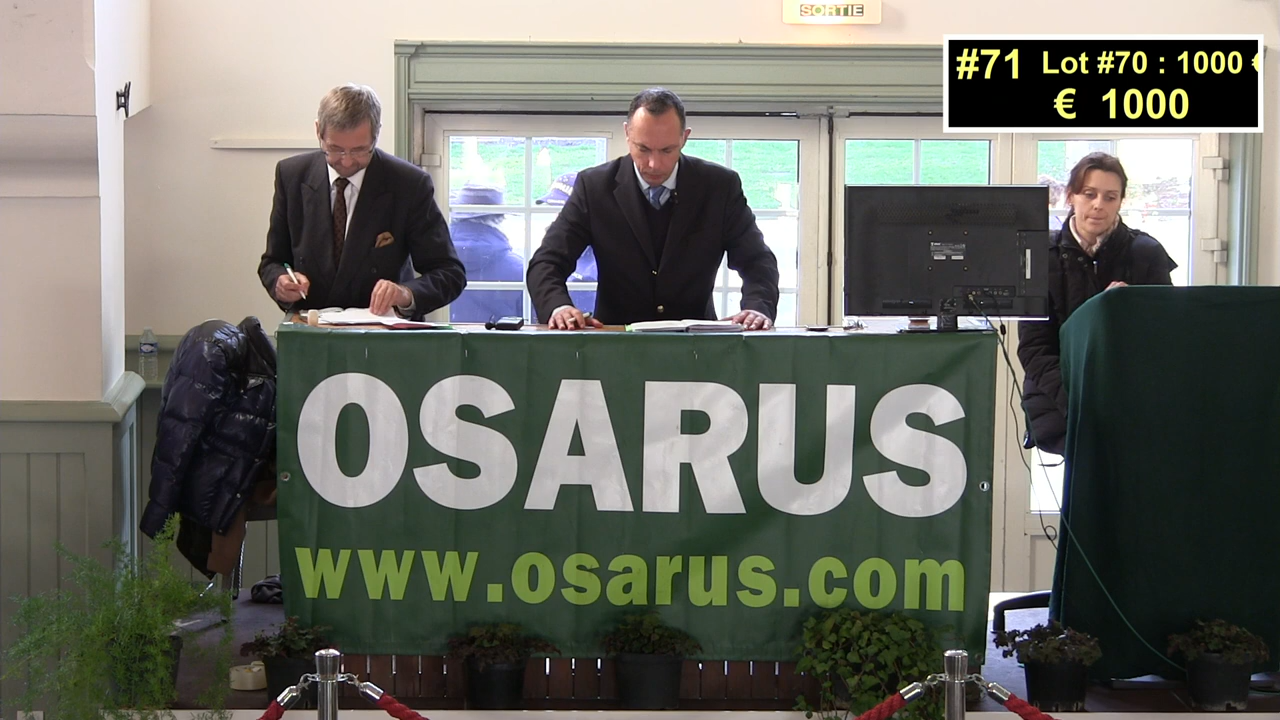 SORTIE
#71 Lot #70 : 1000 €
€ 1000
OSARUS
www.osarus.com